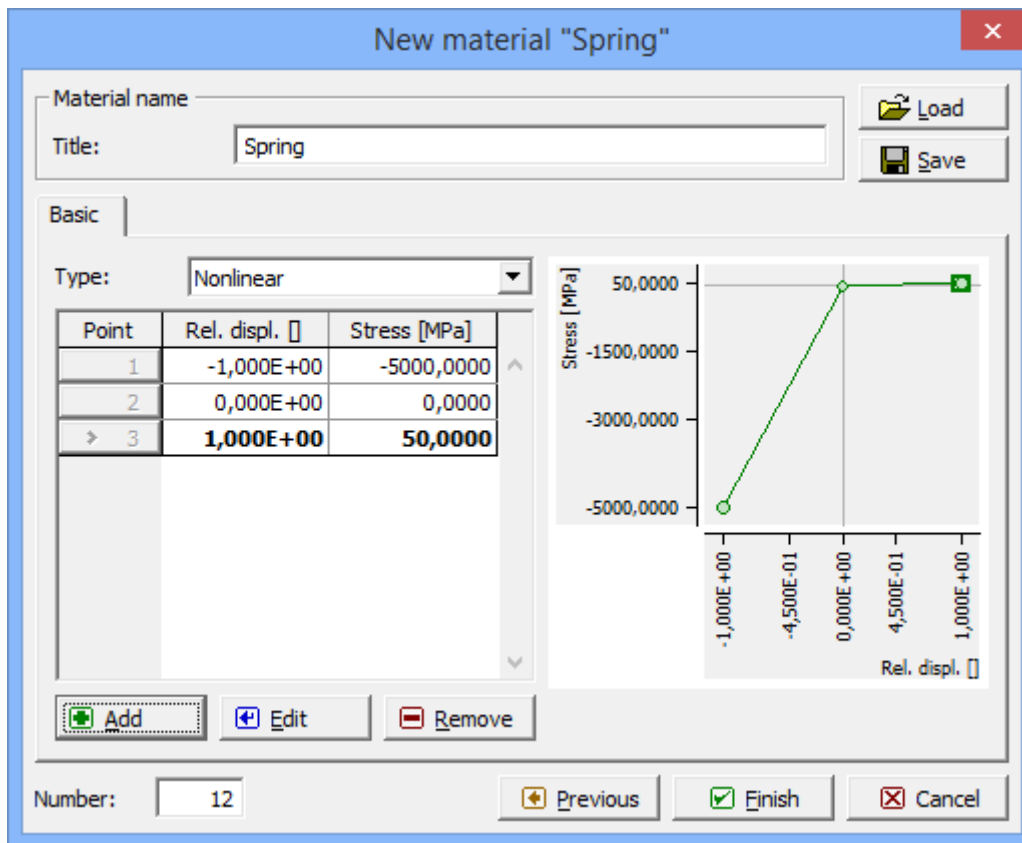 New material "Spring"
Material name
Title: Spring
Load
Save
Basic
Type: Nonlinear
Point Rel. displ. [] Stress [MPa]
1 -1,000E+00 -5000,0000
2 0,000E+00 0,0000
3 1,000E+00 50,0000
Stress [MPa]
50,0000
-1500,0000
-3000,0000
-5000,0000
-1,000E+00
-4,500E-01
0,000E+00
4,500E-01
1,000E+00
Rel. displ. []
Add Edit Remove
Number: 12 Previous Finish Cancel